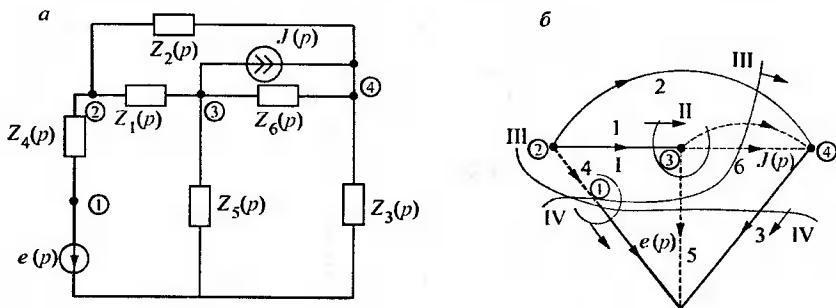 а
Z₂(p)
J(p)
②
Z₁(p)
③
Z₆(p)
④
Z₄(p)
①
Z₅(p)
Z₃(p)
e(p)
б
III
2
1
II
III
②
③
④
4
I
6
J(p)
①
IV
e(p)
5
3
IV